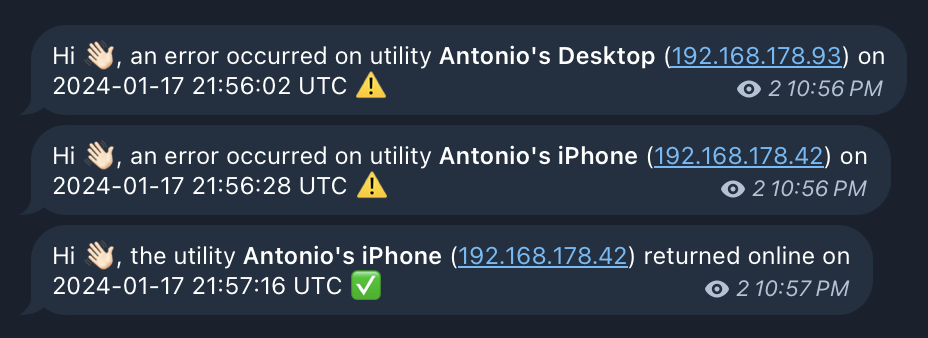 Hi 👋🏻, an error occurred on utility Antonio's Desktop (192.168.178.93) on
2024-01-17 21:56:02 UTC ⚠️ 2 10:56 PM
Hi 👋🏻, an error occurred on utility Antonio's iPhone (192.168.178.42) on
2024-01-17 21:56:28 UTC ⚠️ 2 10:56 PM
Hi 👋🏻, the utility Antonio's iPhone (192.168.178.42) returned online on
2024-01-17 21:57:16 UTC ✅ 2 10:57 PM